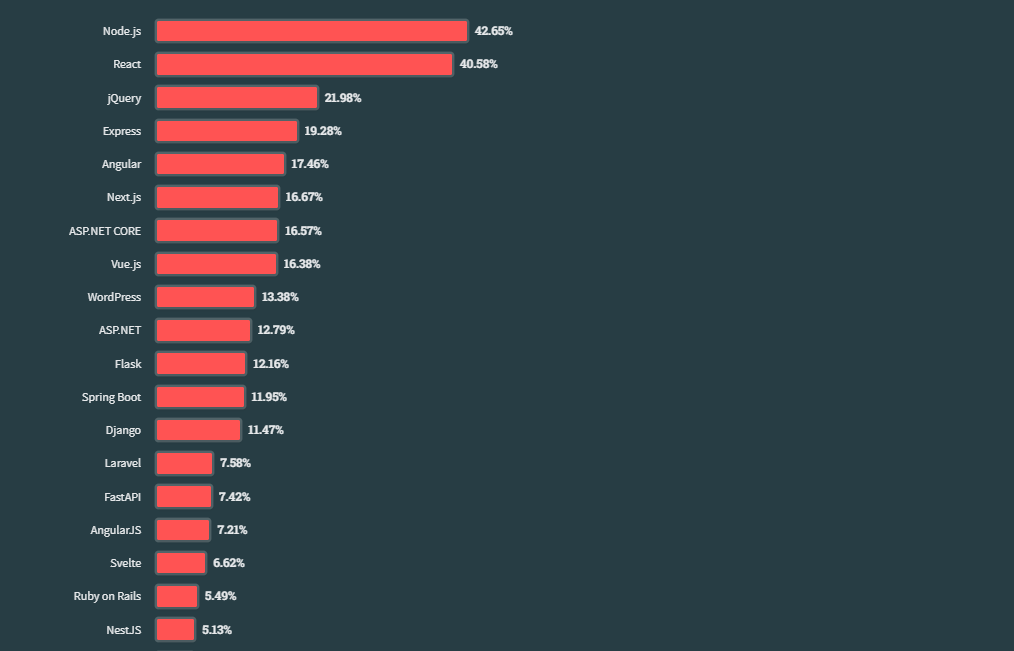 Node.js 42.65%
React 40.58%
jQuery 21.98%
Express 19.28%
Angular 17.46%
Next.js 16.67%
ASP.NET CORE 16.57%
Vue.js 16.38%
WordPress 13.38%
ASP.NET 12.79%
Flask 12.16%
Spring Boot 11.95%
Django 11.47%
Laravel 7.58%
FastAPI 7.42%
AngularJS 7.21%
Svelte 6.62%
Ruby on Rails 5.49%
NestJS 5.13%